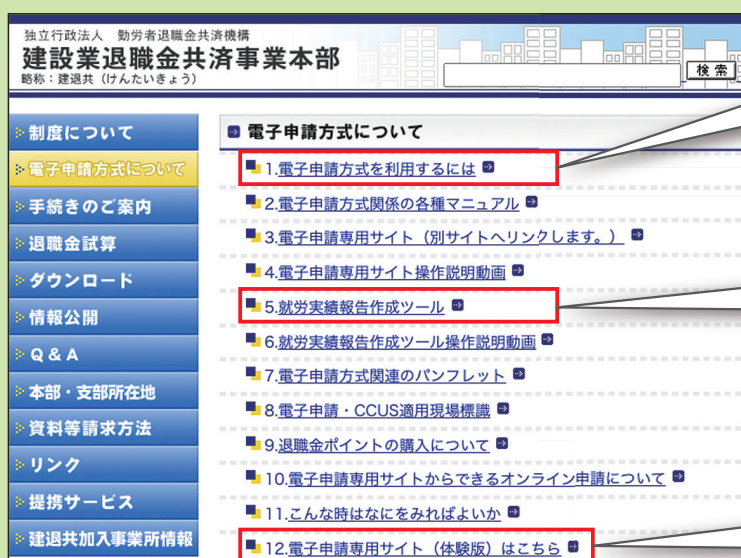 独立行政法人 勤労者退職金共済機構
建設業退職金共済事業本部
略称：建退共（けんたいきょう）
検索
制度について
電子申請方式について
手続きのご案内
退職金試算
ダウンロード
情報公開
Q & A
本部・支部所在地
資料等請求方法
リンク
提携サービス
建退共加入事業所情報
電子申請方式について
1.電子申請方式を利用するには
2.電子申請方式関係の各種マニュアル
3.電子申請専用サイト（別サイトへリンクします。）
4.電子申請専用サイト操作説明動画
5.就労実績報告作成ツール
6.就労実績報告作成ツール操作説明動画
7.電子申請方式関連のパンフレット
8.電子申請・CCUS適用現場標識
9.退職金ポイントの購入について
10.電子申請専用サイトからできるオンライン申請について
11.こんな時はなにをみればよいか
12.電子申請専用サイト（体験版）はこちら